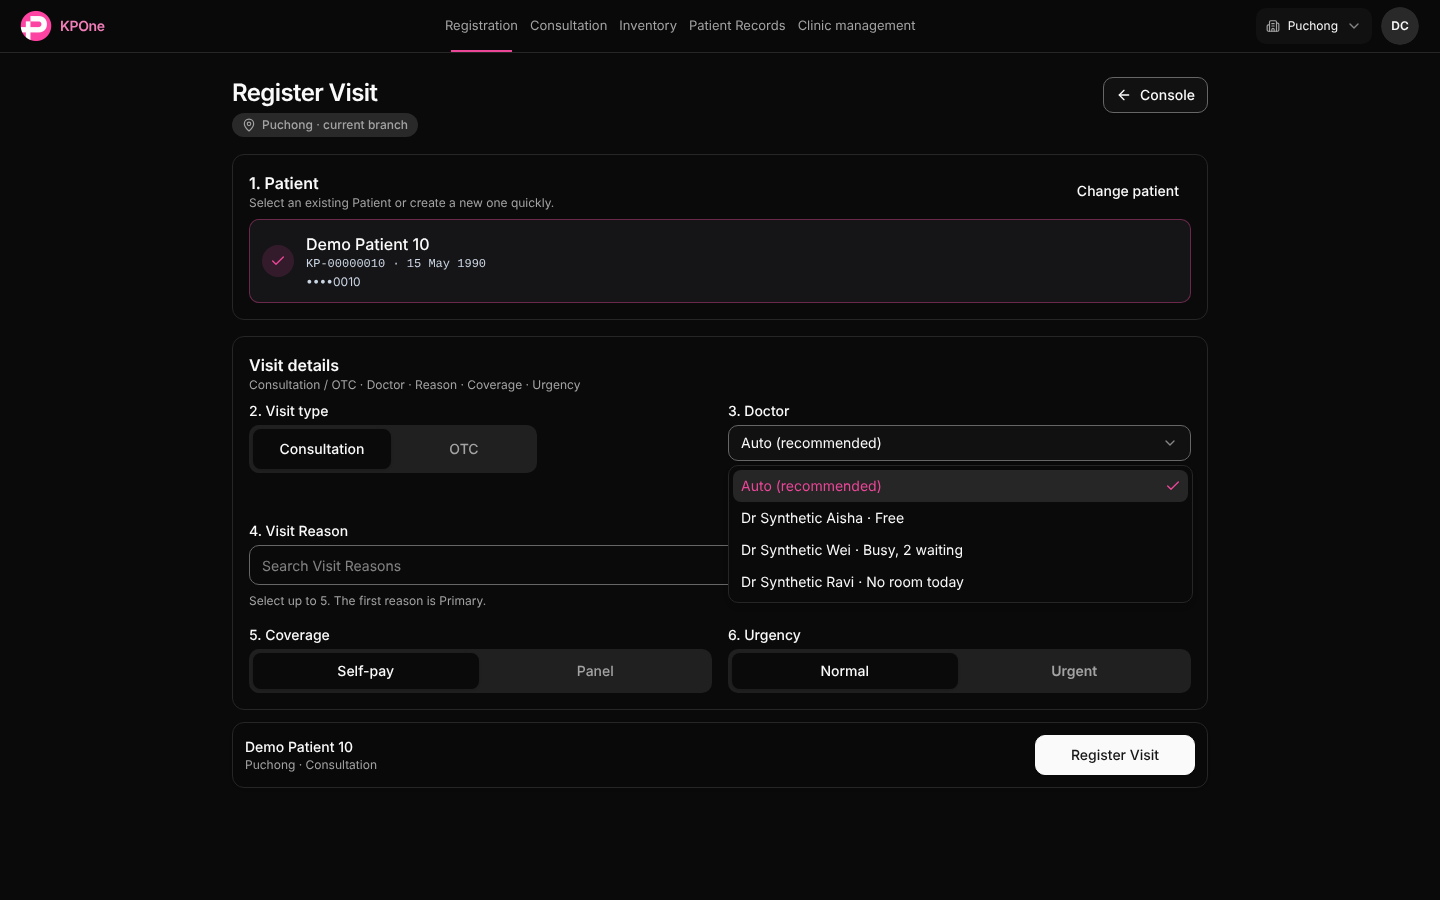 KPOne
Registration
Consultation
Inventory
Patient Records
Clinic management
Puchong
DC
Register Visit
Puchong · current branch
Console
1. Patient
Select an existing Patient or create a new one quickly.
Change patient
Demo Patient 10
KP-00000010 · 15 May 1990
••••0010
Visit details
Consultation / OTC · Doctor · Reason · Coverage · Urgency
2. Visit type
Consultation
OTC
3. Doctor
Auto (recommended)
Auto (recommended)
Dr Synthetic Aisha · Free
Dr Synthetic Wei · Busy, 2 waiting
Dr Synthetic Ravi · No room today
4. Visit Reason
Search Visit Reasons
Select up to 5. The first reason is Primary.
5. Coverage
Self-pay
Panel
6. Urgency
Normal
Urgent
Demo Patient 10
Puchong · Consultation
Register Visit